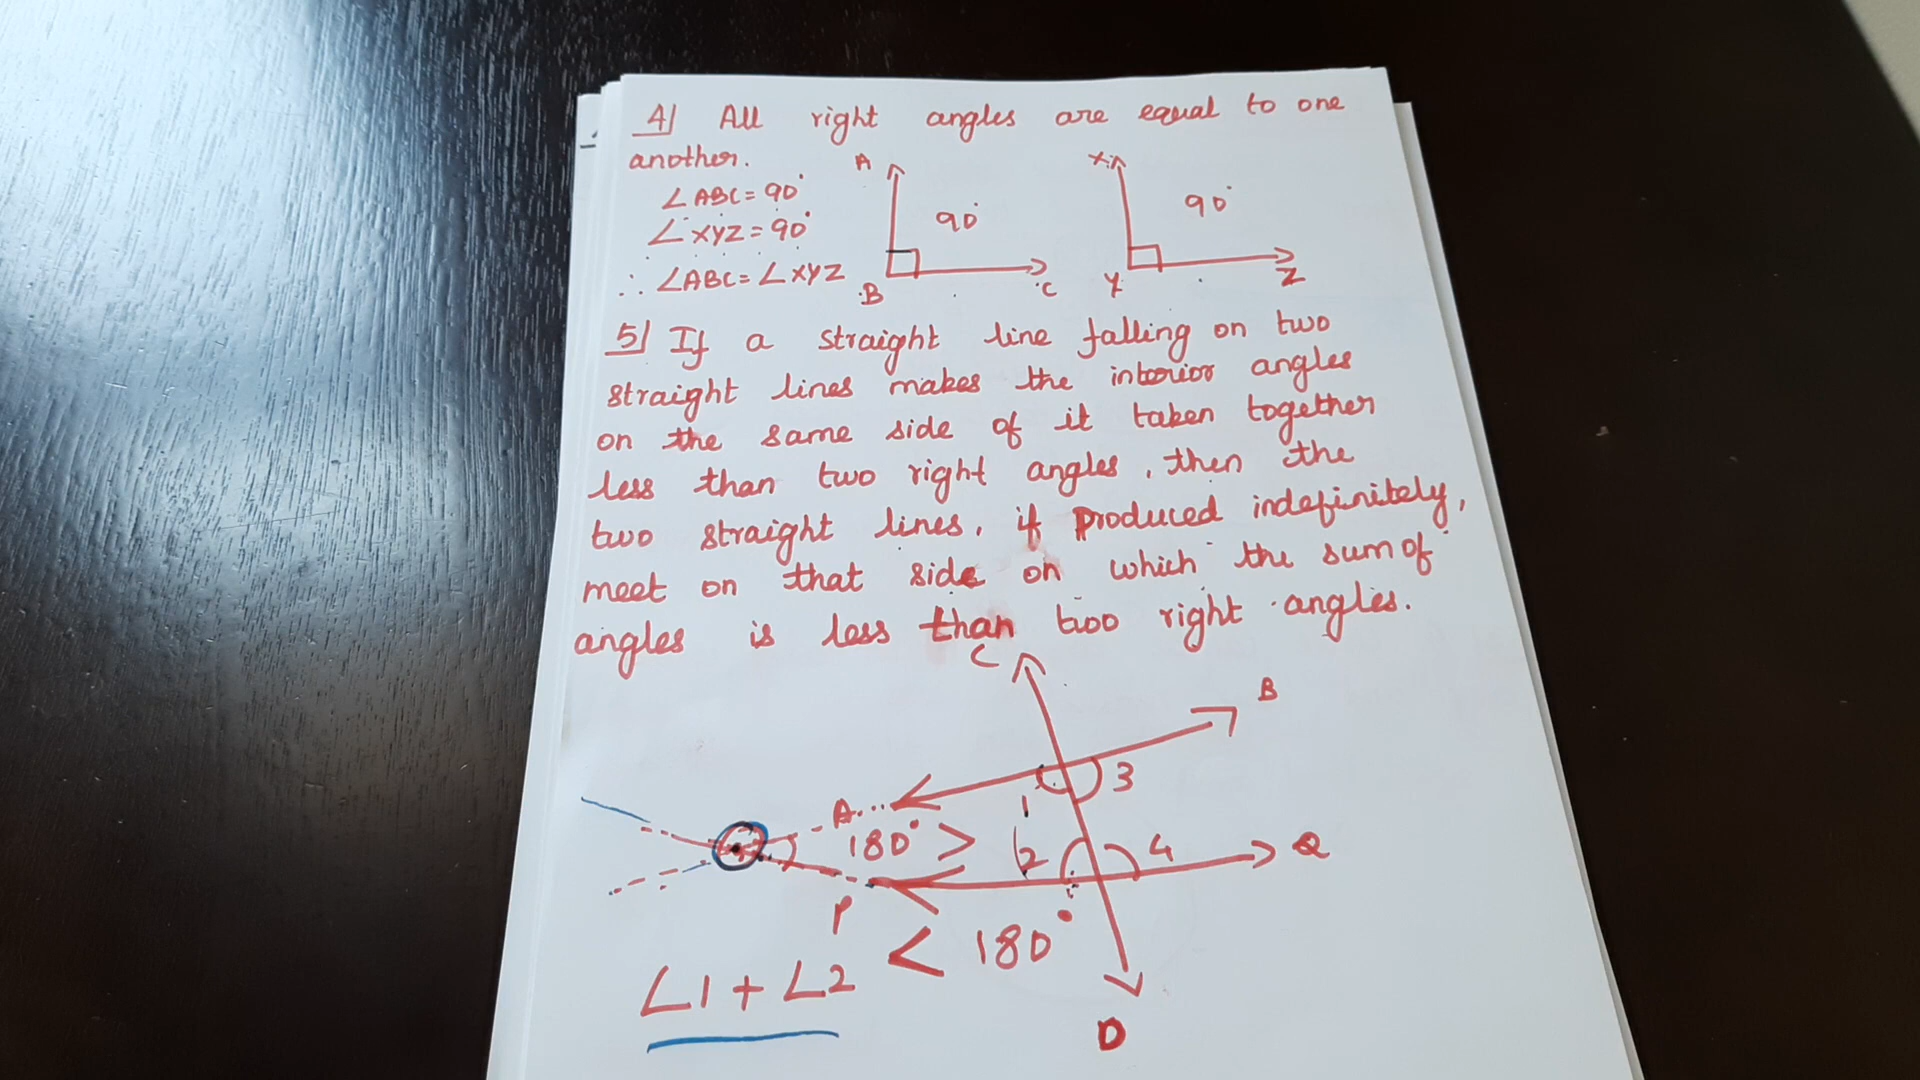 4) All right angles are equal to one
another.
∠ABC = 90°
∠XYZ = 90°
∴ ∠ABC = ∠XYZ
A
90°
B
C
X
90°
Y
Z
5) If a straight line falling on two
straight lines makes the interior angles
on the same side of it taken together
less than two right angles, then the
two straight lines, if produced indefinitely,
meet on that side on which the sum of
angles is less than two right angles.
C
B
A
1
3
180° >
2
4
Q
P
∠1 + ∠2 < 180°
D